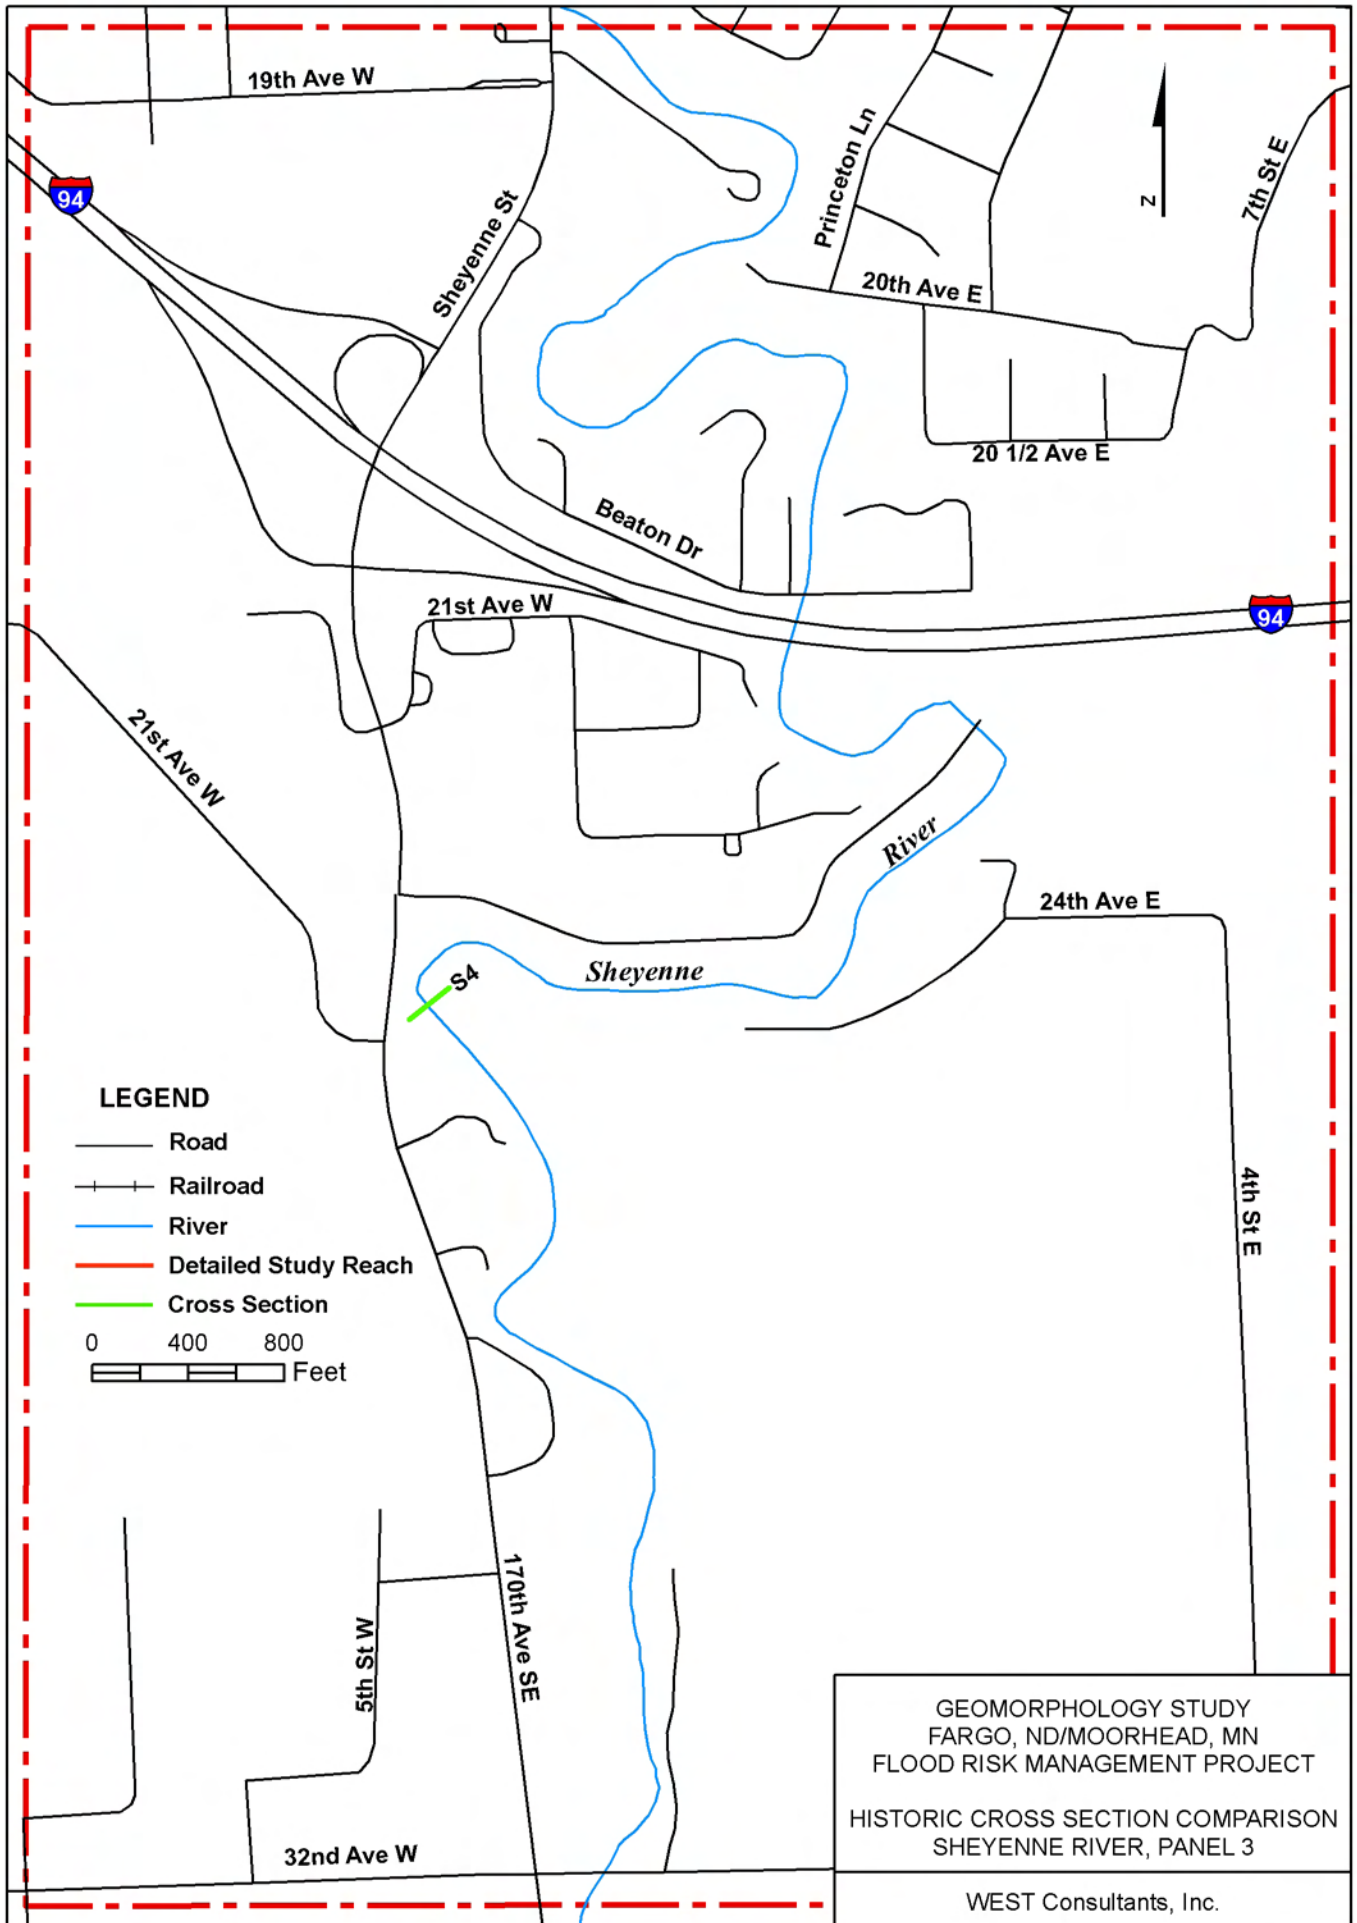 19th Ave W
94
Sheyenne St
Princeton Ln
N
7th St E
20th Ave E
20 1/2 Ave E
Beaton Dr
21st Ave W
94
21st Ave W
River
24th Ave E
Sheyenne
S4
LEGEND
Road
Railroad
River
Detailed Study Reach
Cross Section
0 400 800
Feet
4th St E
170th Ave SE
5th St W
32nd Ave W
GEOMORPHOLOGY STUDY
FARGO, ND/MOORHEAD, MN
FLOOD RISK MANAGEMENT PROJECT
HISTORIC CROSS SECTION COMPARISON
SHEYENNE RIVER, PANEL 3
WEST Consultants, Inc.